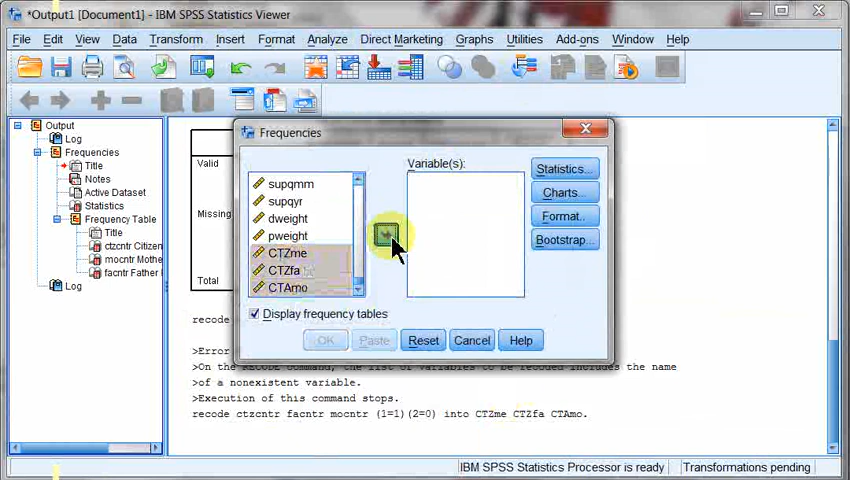 *Output1 [Document1] - IBM SPSS Statistics Viewer
File Edit View Data Transform Insert Format Analyze Direct Marketing Graphs Utilities Add-ons Window Help
Output
Log
Frequencies
Title
Notes
Active Dataset
Statistics
Frequency Table
Title
ctzcntr Citizen
mocntr Mothe
facntr Father I
Log
Valid
Missing
Total
Frequencies
supqmm
supqyr
dweight
pweight
CTZme
CTZfa
CTAmo
Variable(s):
Statistics...
Charts...
Format...
Bootstrap...
Display frequency tables
OK Paste Reset Cancel Help
recode
>Error
>On the RECODE command, the list of variables to be recoded includes the name
>of a nonexistent variable.
>Execution of this command stops.
recode ctzcntr facntr mocntr (1=1)(2=0) into CTZme CTZfa CTAmo.
IBM SPSS Statistics Processor is ready Transformations pending